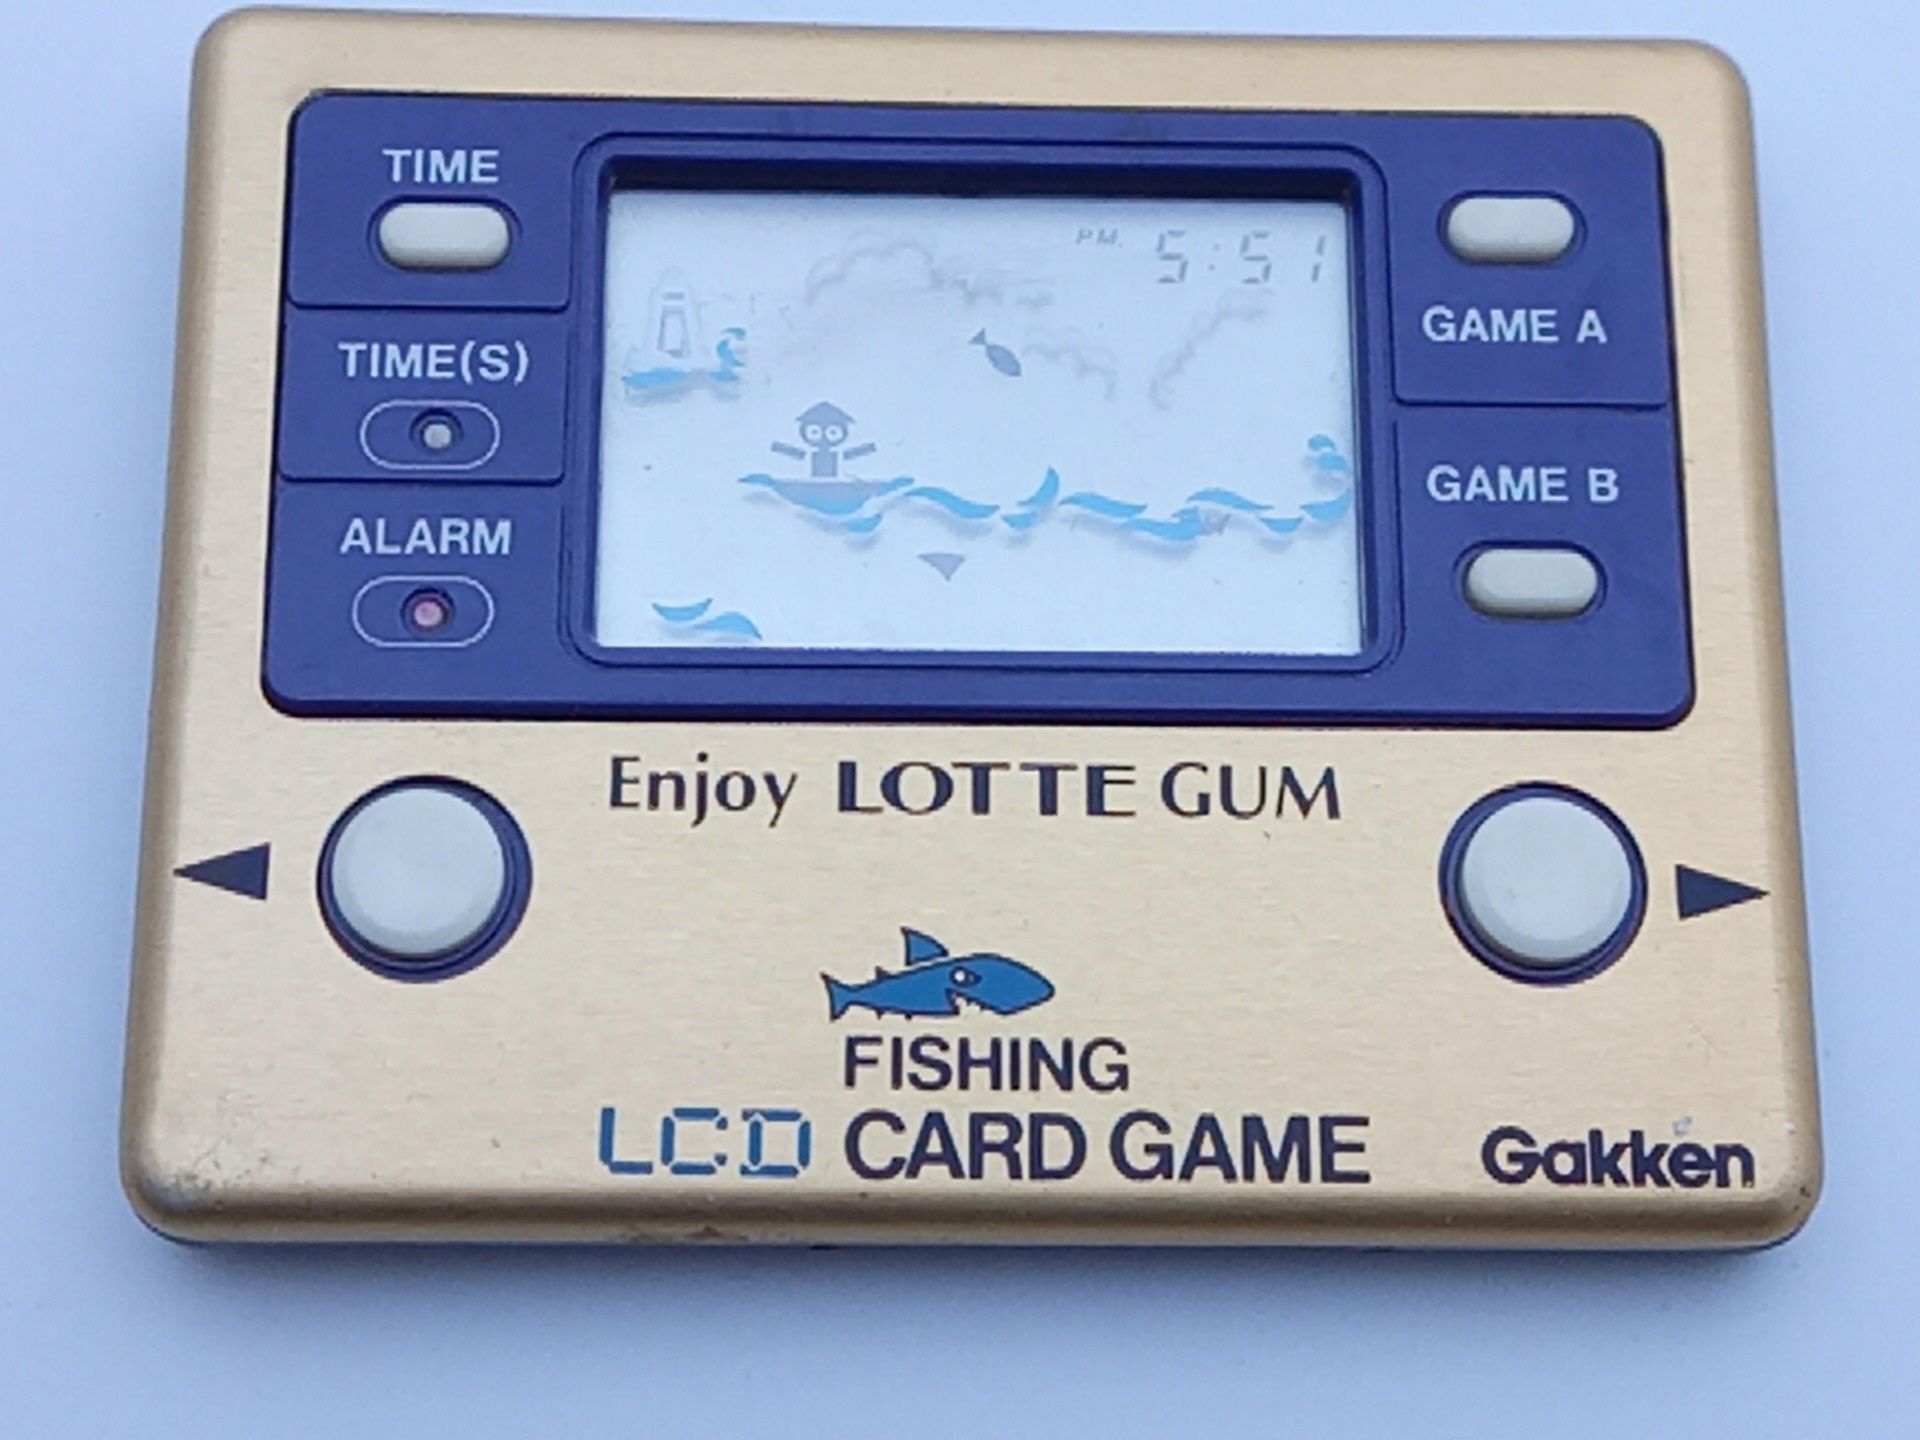 TIME
PM. 5:51
GAME A
TIME(S)
GAME B
ALARM
Enjoy LOTTE GUM
FISHING
LCD CARD GAME
Gakken